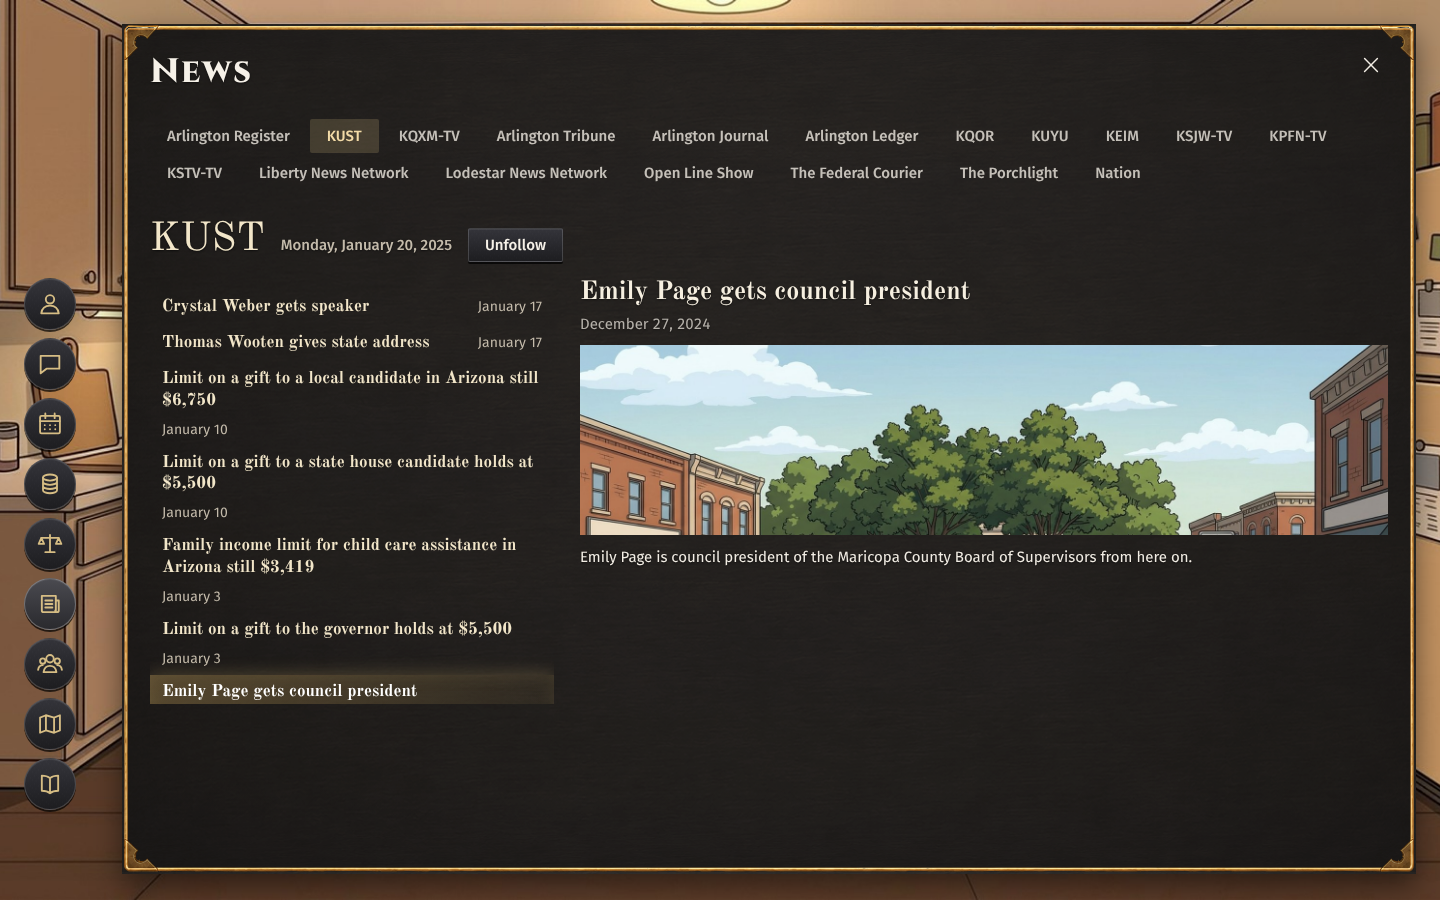 News
Arlington Register KUST KQXM-TV Arlington Tribune Arlington Journal Arlington Ledger KQOR KUYU KEIM KSJW-TV KPFN-TV
KSTV-TV Liberty News Network Lodestar News Network Open Line Show The Federal Courier The Porchlight Nation
KUST Monday, January 20, 2025 Unfollow
Crystal Weber gets speaker January 17
Thomas Wooten gives state address January 17
Limit on a gift to a local candidate in Arizona still
$6,750
January 10
Limit on a gift to a state house candidate holds at
$5,500
January 10
Family income limit for child care assistance in
Arizona still $3,419
January 3
Limit on a gift to the governor holds at $5,500
January 3
Emily Page gets council president
Emily Page gets council president
December 27, 2024
Emily Page is council president of the Maricopa County Board of Supervisors from here on.